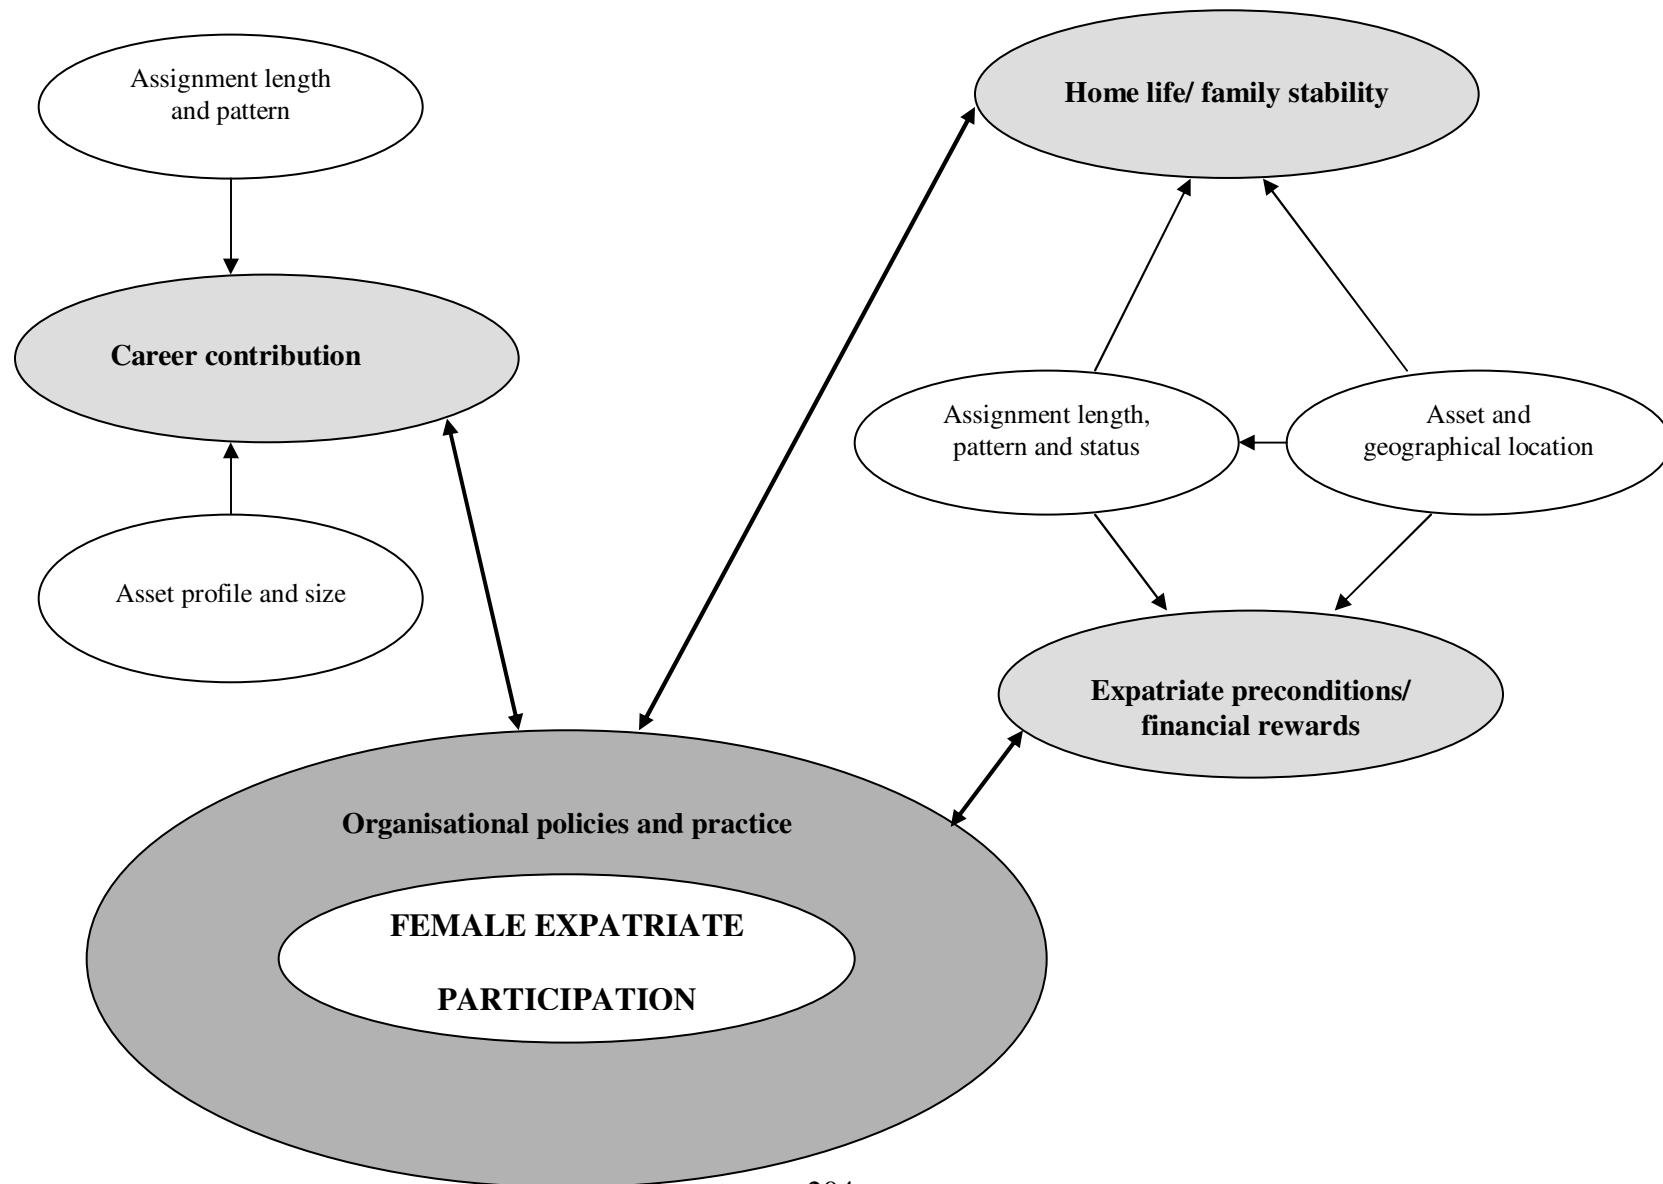 Assignment length
and pattern
Home life/ family stability
Career contribution
Assignment length,
pattern and status
Asset and
geographical location
Asset profile and size
Expatriate preconditions/
financial rewards
Organisational policies and practice
FEMALE EXPATRIATE
PARTICIPATION